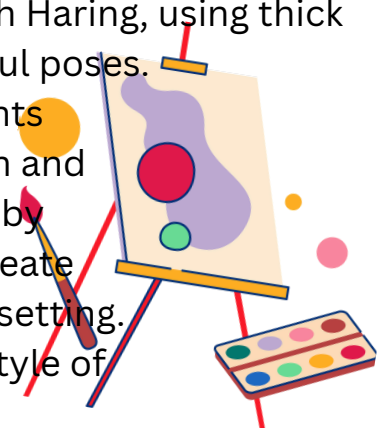 h Haring, using thick
ul poses.
nts
n and
by
eate
setting.
tyle of